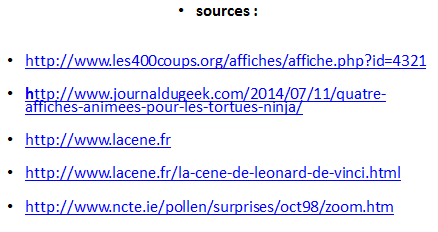 • sources :
• http://www.les400coups.org/affiches/affiche.php?id=4321
• http://www.journaldugeek.com/2014/07/11/quatre-
affiches-animees-pour-les-tortues-ninja/
• http://www.lacene.fr
• http://www.lacene.fr/la-cene-de-leonard-de-vinci.html
• http://www.ncte.ie/pollen/surprises/oct98/zoom.htm